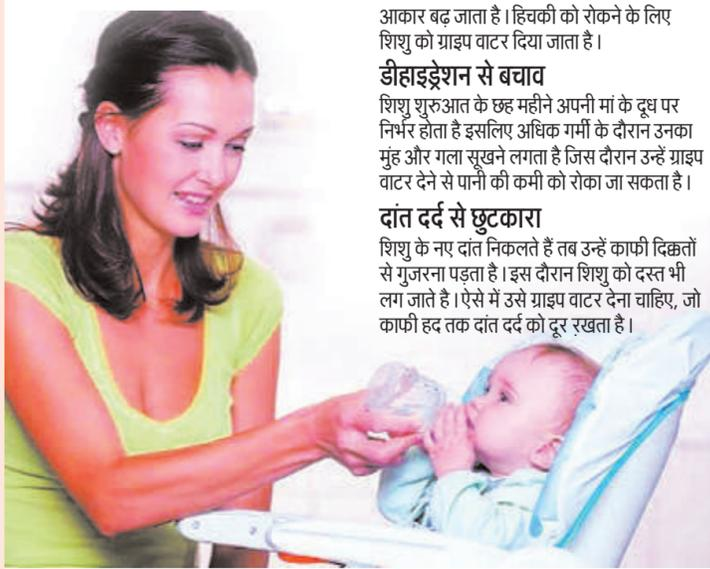 आकार बढ़ जाता है। हिचकी को रोकने के लिए
शिशु को ग्राइप वाटर दिया जाता है।
डीहाइड्रेशन से बचाव
शिशु शुरुआत के छह महीने अपनी मां के दूध पर
निर्भर होता है इसलिए अधिक गर्मी के दौरान उनका
मुंह और गला सूखने लगता है जिस दौरान उन्हें ग्राइप
वाटर देने से पानी की कमी को रोका जा सकता है।
दांत दर्द से छुटकारा
शिशु के नए दांत निकलते हैं तब उन्हें काफी दिक्कतों
से गुजरना पड़ता है। इस दौरान शिशु को दस्त भी
लग जाते है। ऐसे में उसे ग्राइप वाटर देना चाहिए, जो
काफी हद तक दांत दर्द को दूर रखता है।